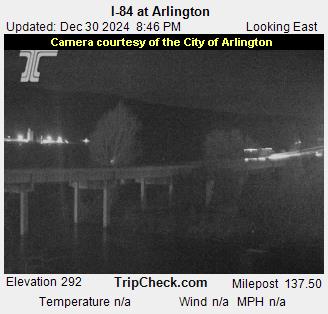 I-84 at Arlington
Updated: Dec 30 2024 8:46 PM Looking East
Camera courtesy of the City of Arlington
Elevation 292 TripCheck.com Milepost 137.50
Temperature n/a Wind n/a MPH n/a